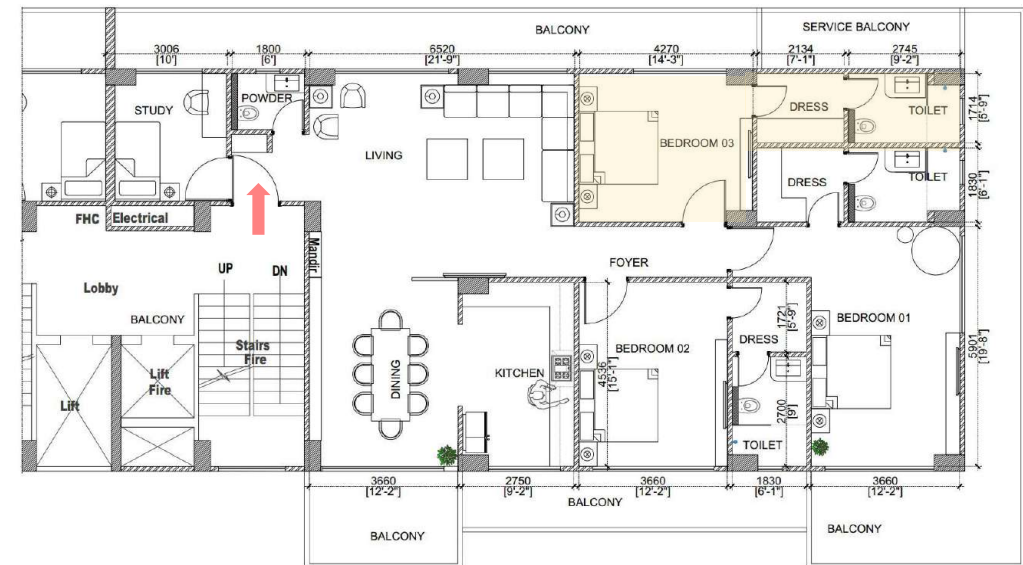 BALCONY
SERVICE BALCONY
3006
[10']
1800
[6']
6520
[21'-9"]
4270
[14'-3"]
2134
[7'-1"]
2745
[9'-2"]
STUDY
POWDER
LIVING
BEDROOM 03
DRESS
TOILET
1714
[5'-9"]
DRESS
TOILET
1830
[6'-1"]
FHC
Electrical
Mandir
FOYER
UP
DN
Lobby
BALCONY
Stairs
Fire
Lift
Fire
Lift
DINING
KITCHEN
BEDROOM 02
4536
[15'-1"]
1721
[5'-9"]
DRESS
2700
[9']
TOILET
BEDROOM 01
5901
[19'-8"]
3660
[12'-2"]
2750
[9'-2"]
3660
[12'-2"]
1830
[6'-1"]
3660
[12'-2"]
BALCONY
BALCONY
BALCONY